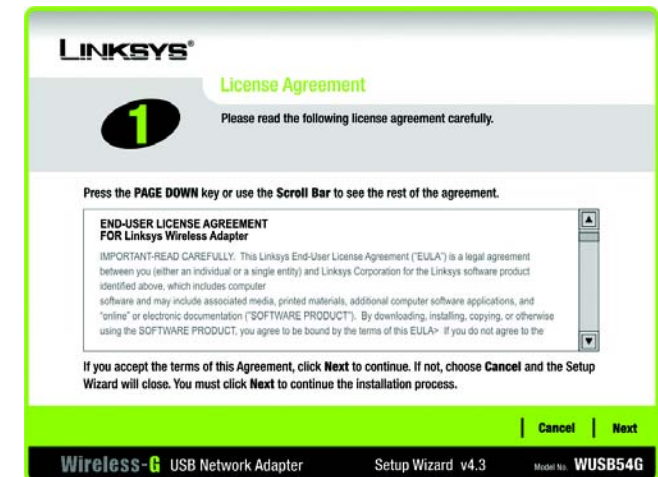 LINKSYS®
License Agreement
1
Please read the following license agreement carefully.
Press the PAGE DOWN key or use the Scroll Bar to see the rest of the agreement.
END-USER LICENSE AGREEMENT
FOR Linksys Wireless Adapter
IMPORTANT-READ CAREFULLY. This Linksys End-User License Agreement ("EULA") is a legal agreement
between you (either an individual or a single entity) and Linksys Corporation for the Linksys software product
identified above, which includes computer
software and may include associated media, printed materials, additional computer software applications, and
"online" or electronic documentation ("SOFTWARE PRODUCT"). By downloading, installing, copying, or otherwise
using the SOFTWARE PRODUCT, you agree to be bound by the terms of this EULA> If you do not agree to the
If you accept the terms of this Agreement, click Next to continue. If not, choose Cancel and the Setup
Wizard will close. You must click Next to continue the installation process.
Cancel | Next
Wireless-G USB Network Adapter Setup Wizard v4.3 Model No. WUSB54G